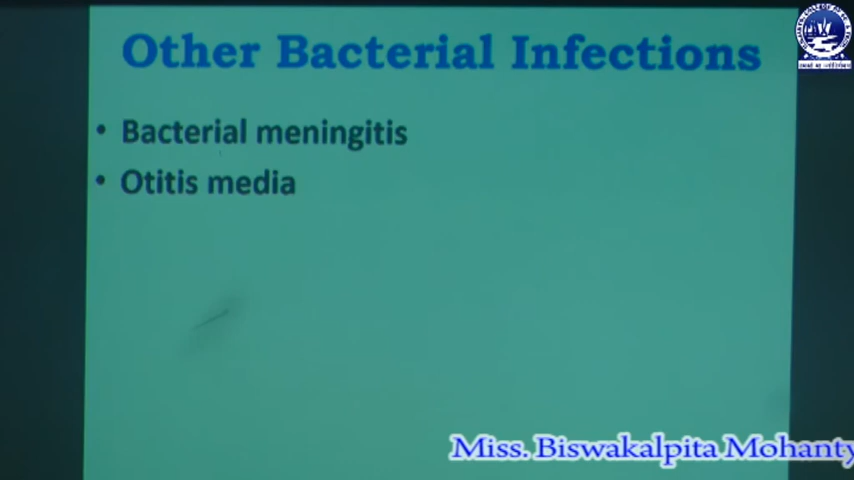 Other Bacterial Infections
• Bacterial meningitis
• Otitis media
Miss. Biswakalpita Mohanty